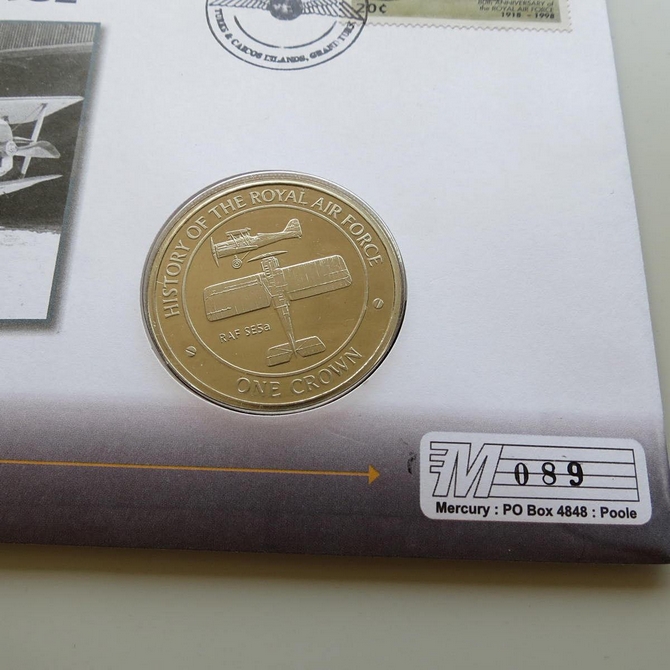 20c
80th ANNIVERSARY of
the ROYAL AIR FORCE
1918 - 1998
TURKS & CAICOS ISLANDS, GRAND TURK
HISTORY OF THE ROYAL AIR FORCE
RAF SE5a
ONE CROWN
M 089
Mercury : PO Box 4848 : Poole